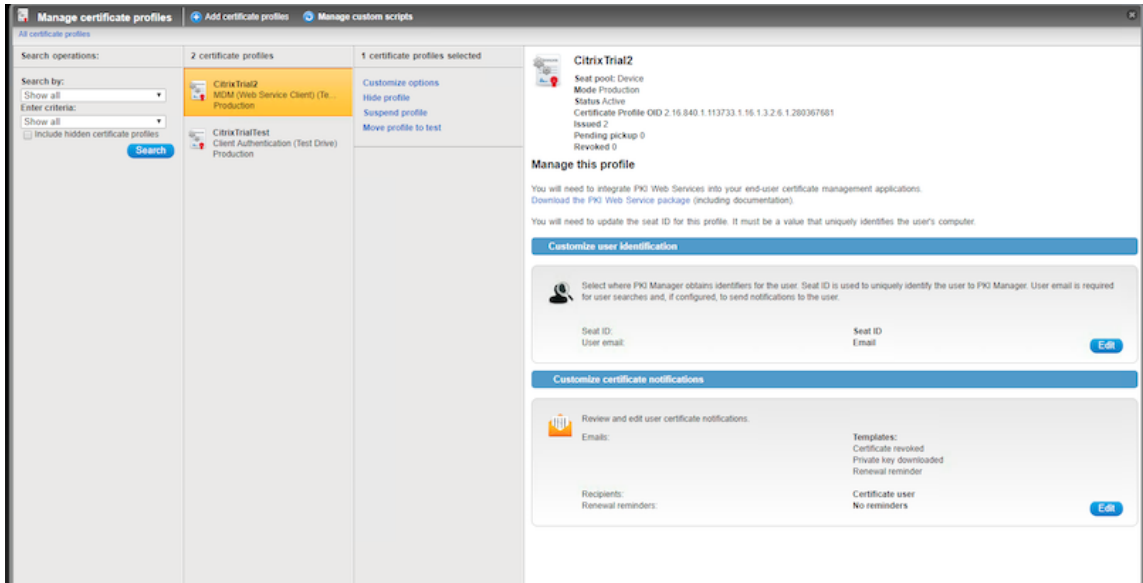 Manage certificate profiles
Add certificate profiles
Manage custom scripts
All certificate profiles
Search operations:
Search by:
Show all
Enter criteria:
Show all
Include hidden certificate profiles
Search
2 certificate profiles
CitrixTrial2
MDM (Web Service Client) (Te...
Production
CitrixTrialTest
Client Authentication (Test Drive)
Production
1 certificate profiles selected
Customize options
Hide profile
Suspend profile
Move profile to test
CitrixTrial2
Seat pool: Device
Mode Production
Status Active
Certificate Profile OID 2.16.840.1.113733.1.16.1.3.2.6.1.280367681
Issued 2
Pending pickup 0
Revoked 0
Manage this profile
You will need to integrate PKI Web Services into your end-user certificate management applications.
Download the PKI Web Service package (including documentation).
You will need to update the seat ID for this profile. It must be a value that uniquely identifies the user's computer.
Customize user identification
Select where PKI Manager obtains identifiers for the user. Seat ID is used to uniquely identify the user to PKI Manager. User email is required
for user searches and, if configured, to send notifications to the user.
Seat ID: Seat ID
User email: Email
Edit
Customize certificate notifications
Review and edit user certificate notifications.
Emails: Templates:
Certificate revoked
Private key downloaded
Renewal reminder
Recipients: Certificate user
Renewal reminders: No reminders
Edit